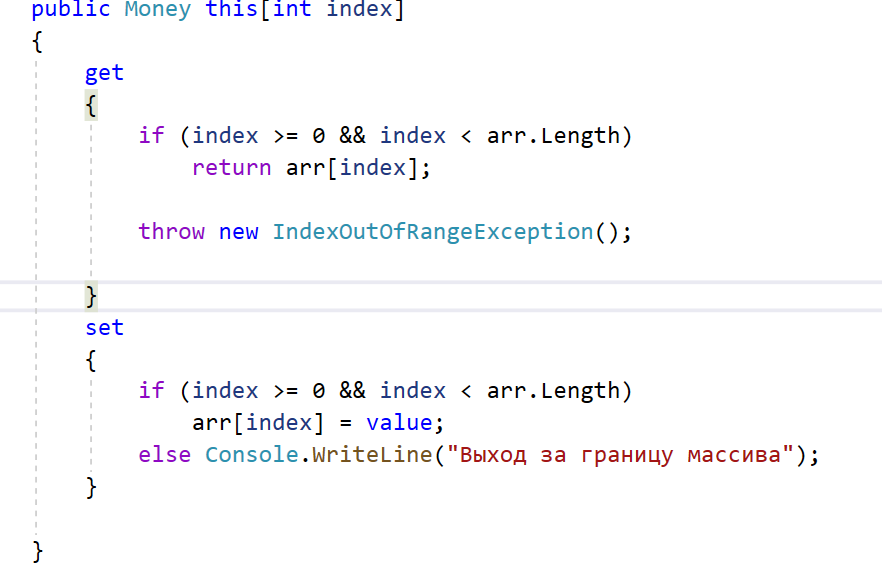 public Money this[int index]
{
get
{
if (index >= 0 && index < arr.Length)
return arr[index];
throw new IndexOutOfRangeException();
}
set
{
if (index >= 0 && index < arr.Length)
arr[index] = value;
else Console.WriteLine("Выход за границу массива");
}
}